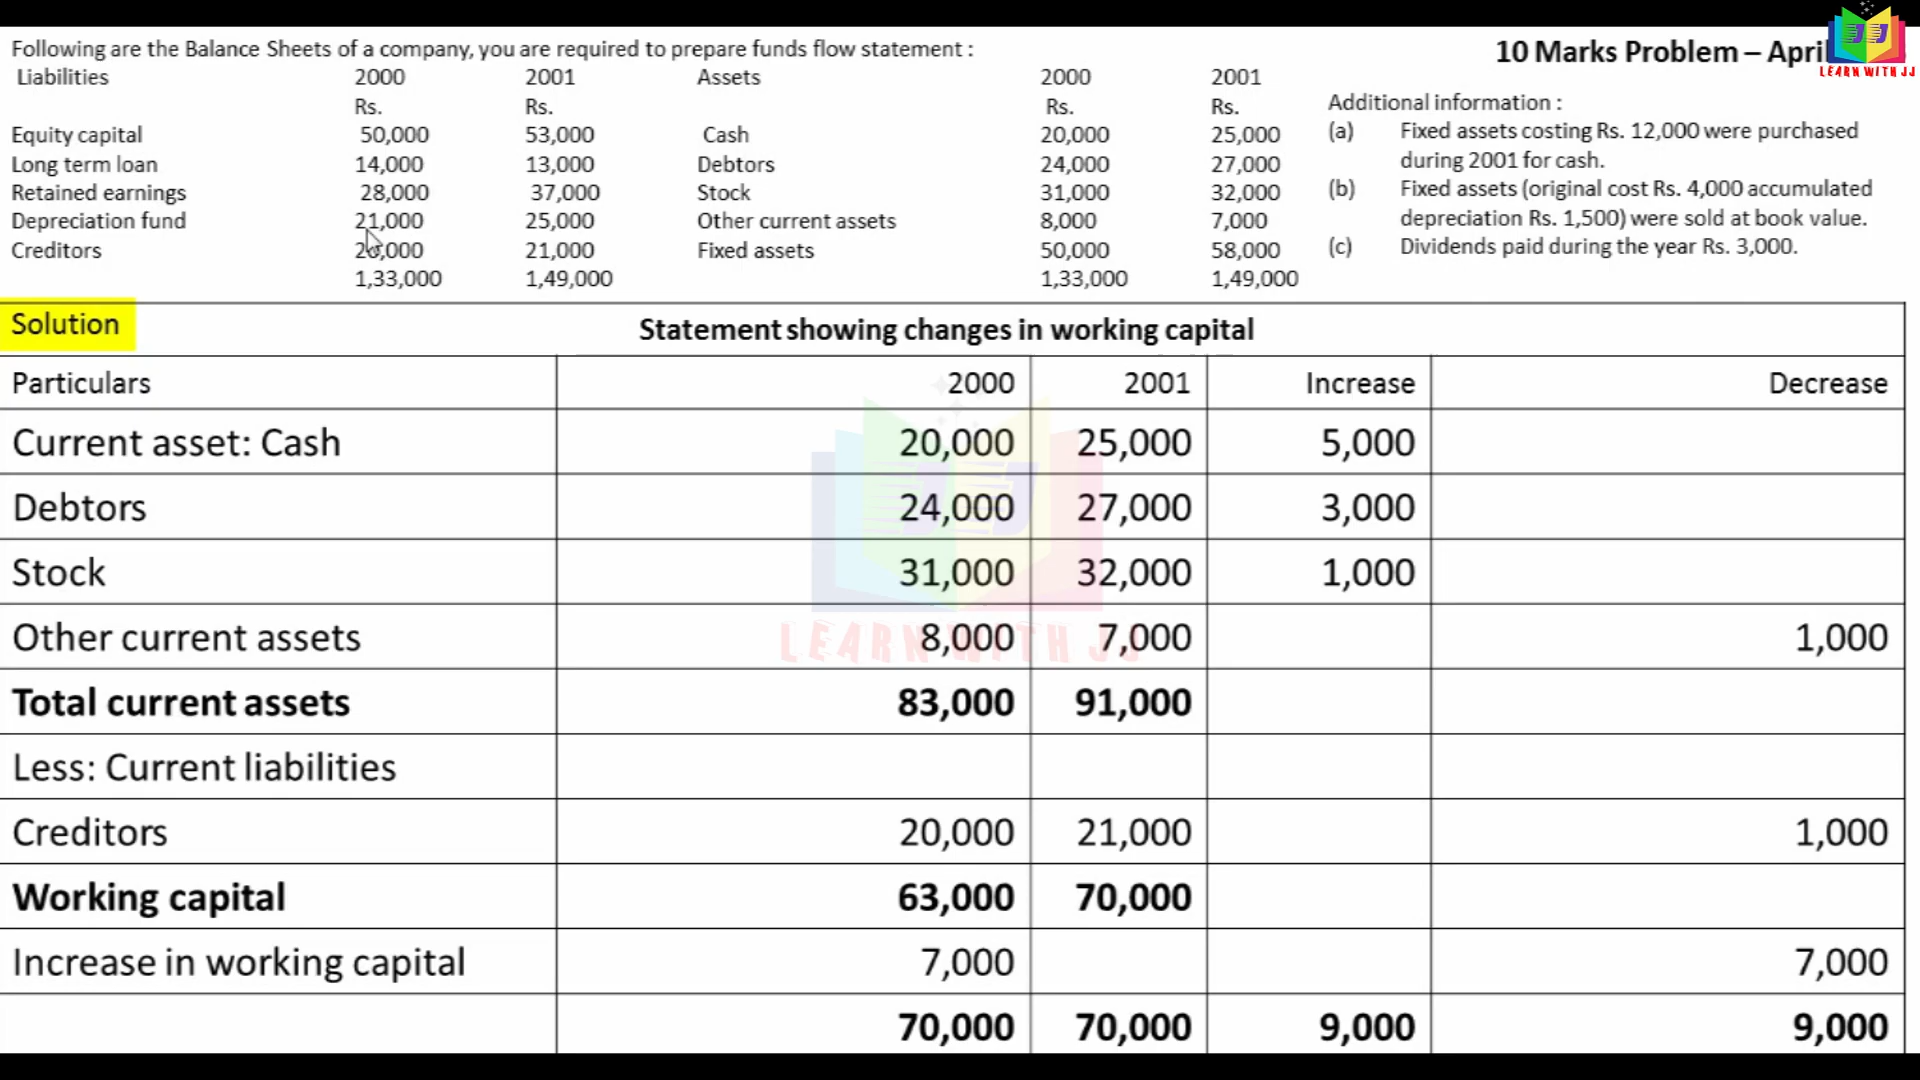 Following are the Balance Sheets of a company, you are required to prepare funds flow statement :
10 Marks Problem – April
LEARN WITH JJ
Liabilities 2000 2001 Assets 2000 2001
Rs. Rs. Rs. Rs.
Equity capital 50,000 53,000 Cash 20,000 25,000
Long term loan 14,000 13,000 Debtors 24,000 27,000
Retained earnings 28,000 37,000 Stock 31,000 32,000
Depreciation fund 21,000 25,000 Other current assets 8,000 7,000
Creditors 20,000 21,000 Fixed assets 50,000 58,000
1,33,000 1,49,000 1,33,000 1,49,000
Additional information :
(a) Fixed assets costing Rs. 12,000 were purchased
during 2001 for cash.
(b) Fixed assets (original cost Rs. 4,000 accumulated
depreciation Rs. 1,500) were sold at book value.
(c) Dividends paid during the year Rs. 3,000.
Solution
Statement showing changes in working capital
Particulars 2000 2001 Increase Decrease
Current asset: Cash 20,000 25,000 5,000
Debtors 24,000 27,000 3,000
Stock 31,000 32,000 1,000
Other current assets 8,000 7,000 1,000
LEARN WITH JJ
Total current assets 83,000 91,000
Less: Current liabilities
Creditors 20,000 21,000 1,000
Working capital 63,000 70,000
Increase in working capital 7,000 7,000
70,000 70,000 9,000 9,000